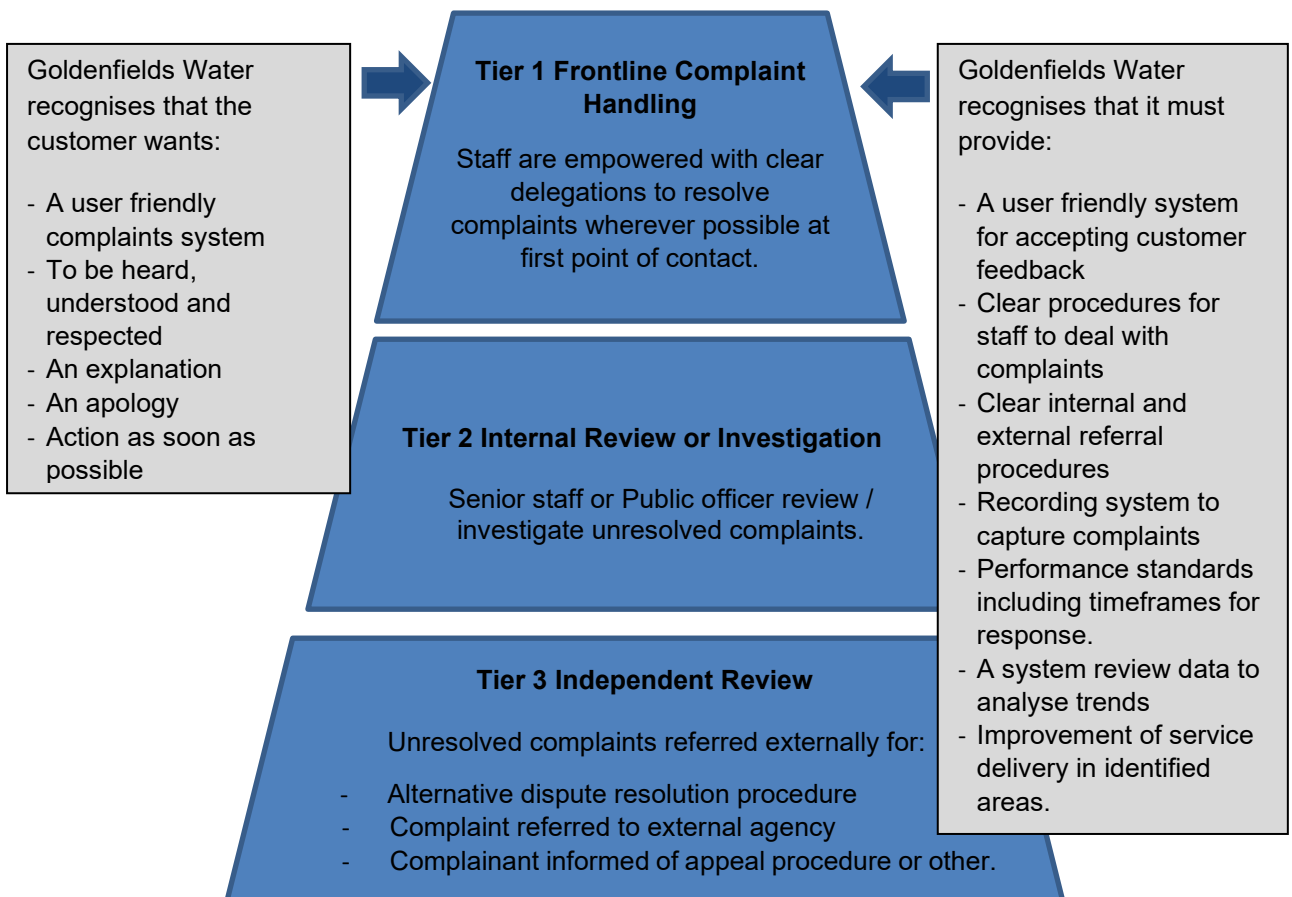 Goldenfields Water
recognises that the
customer wants:
- A user friendly
complaints system
- To be heard,
understood and
respected
- An explanation
- An apology
- Action as soon as
possible
Tier 1 Frontline Complaint
Handling
Staff are empowered with clear
delegations to resolve
complaints wherever possible at
first point of contact.
Tier 2 Internal Review or Investigation
Senior staff or Public officer review /
investigate unresolved complaints.
Tier 3 Independent Review
Unresolved complaints referred externally for:
- Alternative dispute resolution procedure
- Complaint referred to external agency
- Complainant informed of appeal procedure or other.
Goldenfields Water
recognises that it must
provide:
- A user friendly system
for accepting customer
feedback
- Clear procedures for
staff to deal with
complaints
- Clear internal and
external referral
procedures
- Recording system to
capture complaints
- Performance standards
including timeframes for
response.
- A system review data to
analyse trends
- Improvement of service
delivery in identified
areas.